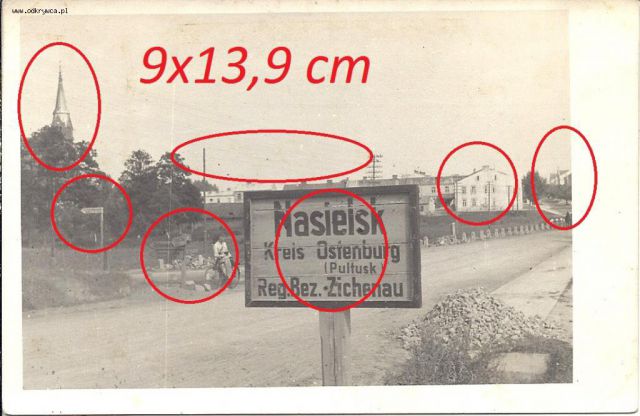 www.odkrywca.pl
9x13,9 cm
Nasielsk
Kreis Ostenburg
(Pultusk)
Reg.Bez. Zichenau